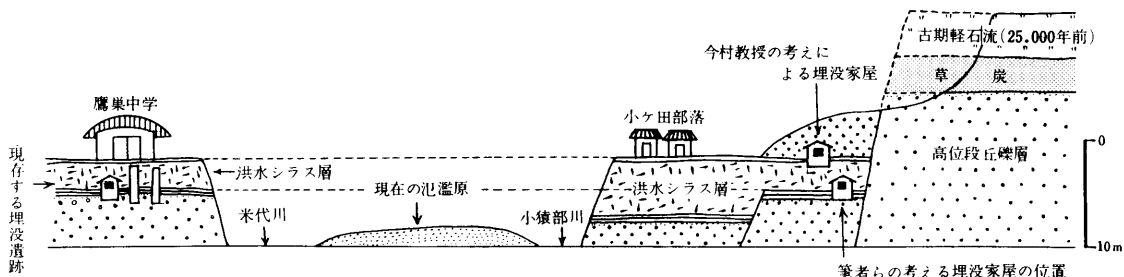 古期軽石流(25.000年前)
今村教授の考えに
よる埋没家屋
草炭
鷹巣中学
小ケ田部落
高位段丘礫層
0
現存する埋没遺跡
洪水シラス層
現在の氾濫原
洪水シラス層
米代川
小猿部川
10m
筆者らの考える埋没家屋の位置